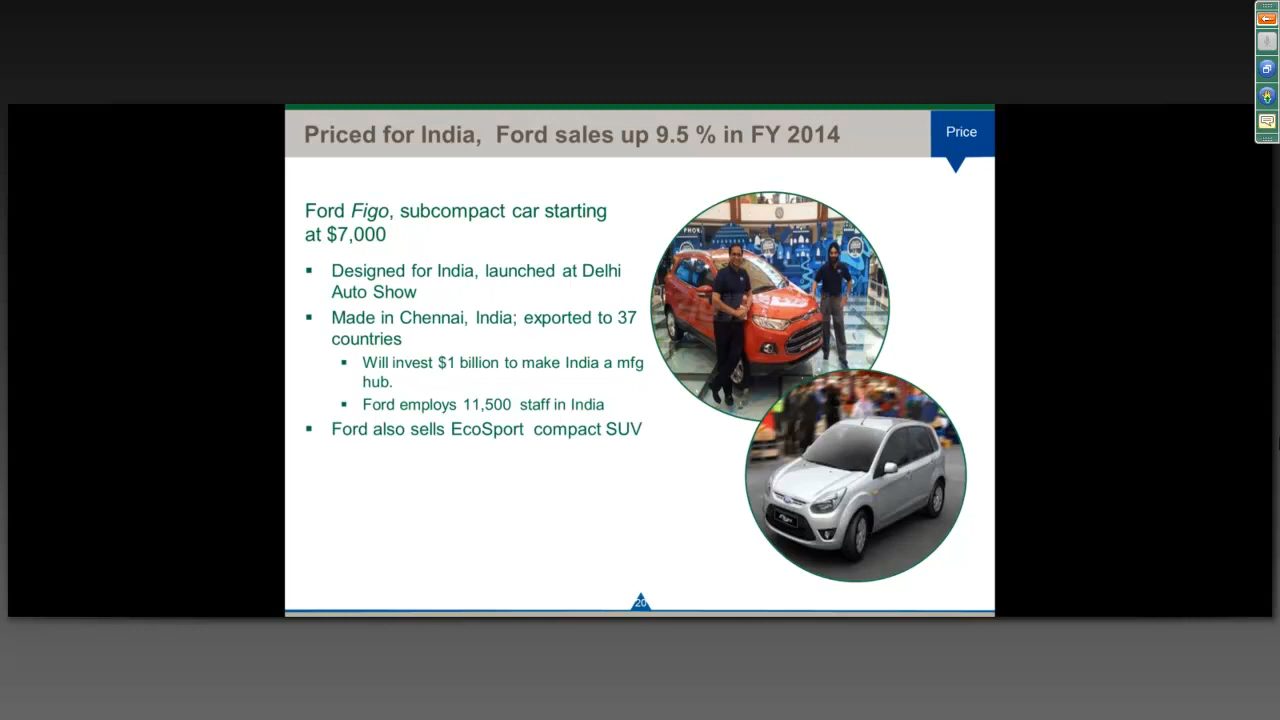 Priced for India, Ford sales up 9.5 % in FY 2014
Price
Ford Figo, subcompact car starting
at $7,000
▪ Designed for India, launched at Delhi
Auto Show
▪ Made in Chennai, India; exported to 37
countries
▪ Will invest $1 billion to make India a mfg
hub.
▪ Ford employs 11,500 staff in India
▪ Ford also sells EcoSport compact SUV
Figo
20